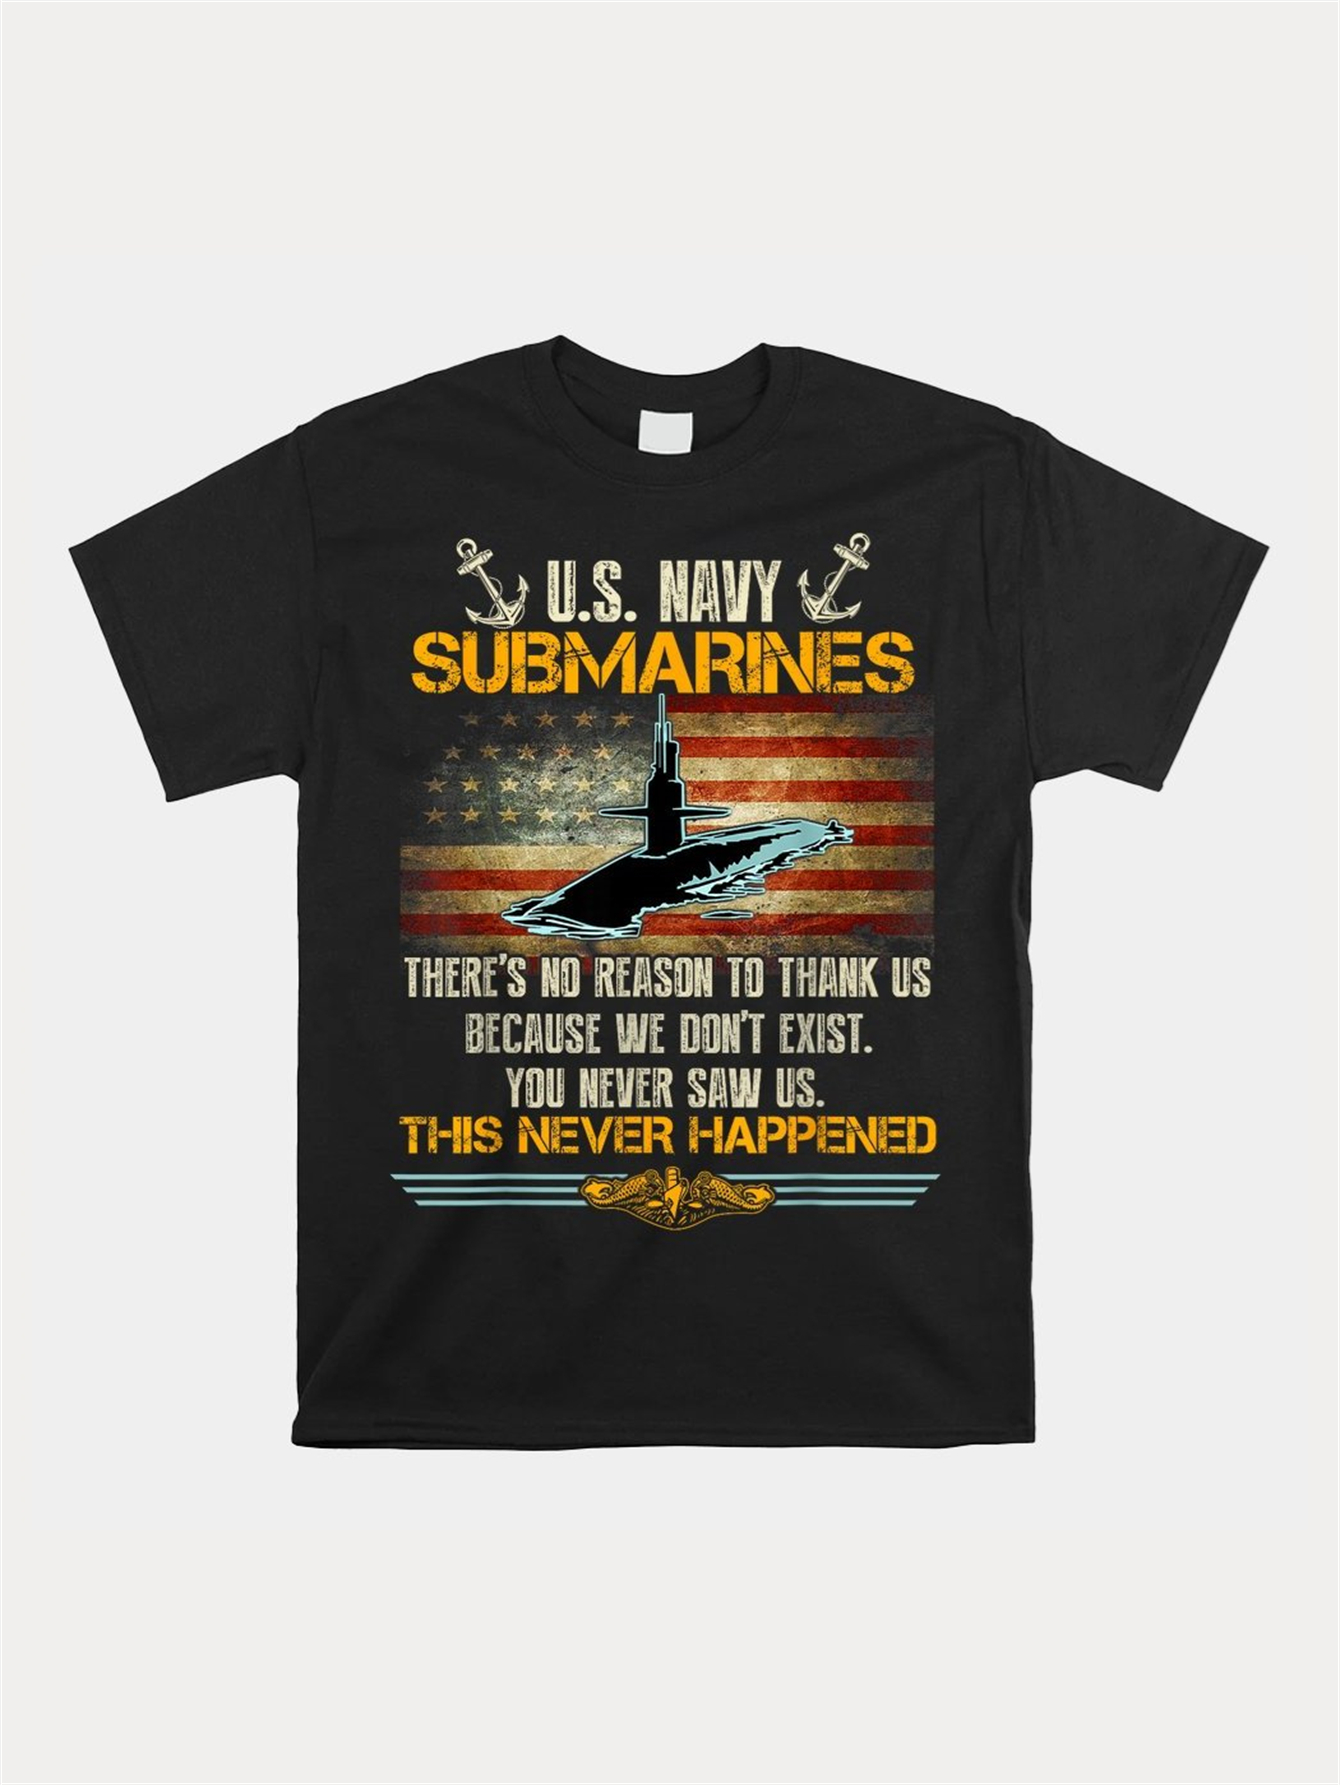 U.S. NAVY
SUBMARINES
THERE'S NO REASON TO THANK US
BECAUSE WE DON'T EXIST.
YOU NEVER SAW US.
THIS NEVER HAPPENED